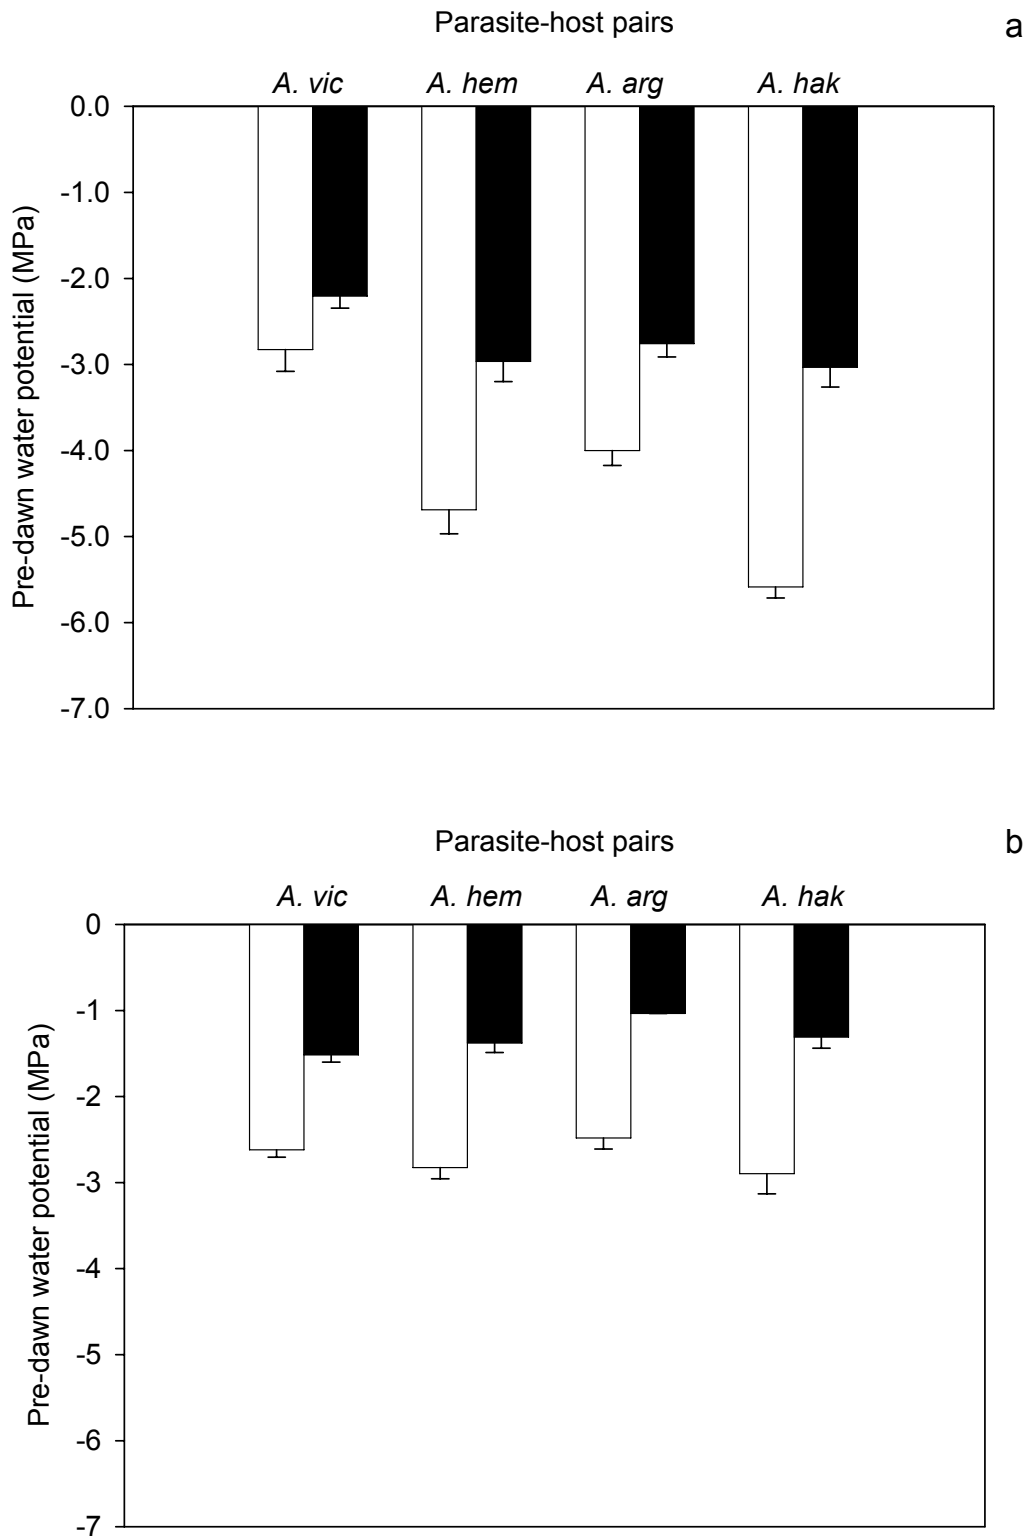 Parasite-host pairs
a
A. vic A. hem A. arg A. hak
0.0
-1.0
-2.0
-3.0
-4.0
-5.0
-6.0
-7.0
Pre-dawn water potential (MPa)
Parasite-host pairs
b
A. vic A. hem A. arg A. hak
0
-1
-2
-3
-4
-5
-6
-7
Pre-dawn water potential (MPa)